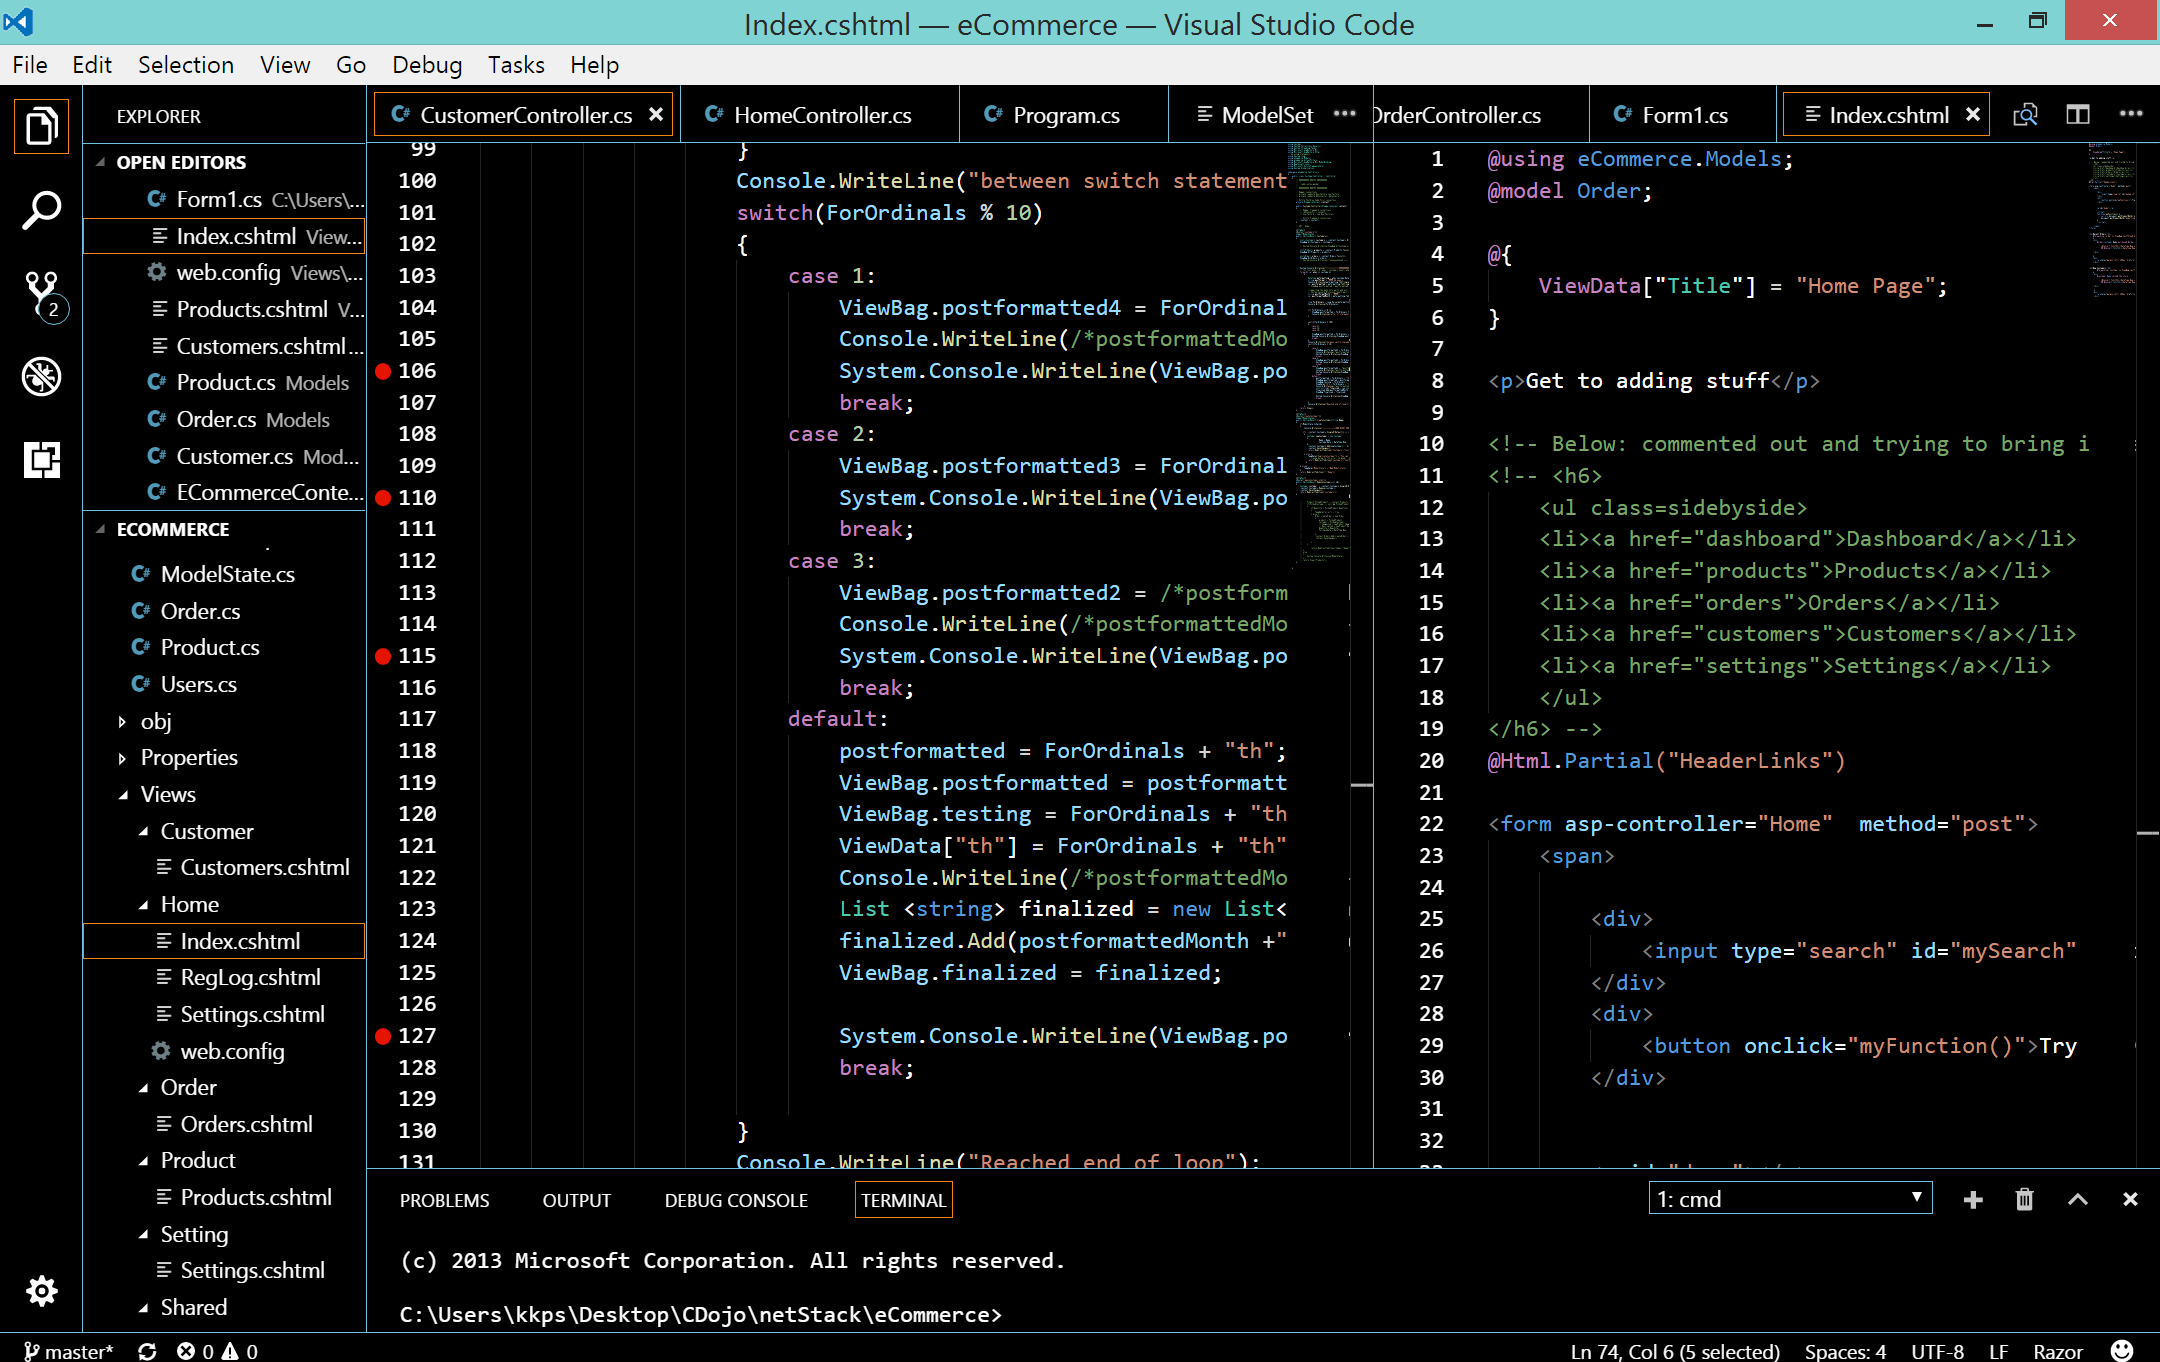 Index.cshtml — eCommerce — Visual Studio Code
File Edit Selection View Go Debug Tasks Help
EXPLORER
OPEN EDITORS
Form1.cs C:\Users\...
Index.cshtml View...
web.config Views\...
Products.cshtml V...
Customers.cshtml ...
Product.cs Models
Order.cs Models
Customer.cs Mod...
ECommerceConte...
2
ECOMMERCE
ModelState.cs
Order.cs
Product.cs
Users.cs
obj
Properties
Views
Customer
Customers.cshtml
Home
Index.cshtml
RegLog.cshtml
Settings.cshtml
web.config
Order
Orders.cshtml
Product
Products.cshtml
Setting
Settings.cshtml
Shared
CustomerController.cs HomeController.cs Program.cs ModelSet ···
99 }
100 Console.WriteLine("between switch statement
101 switch(ForOrdinals % 10)
102 {
103 case 1:
104 ViewBag.postformatted4 = ForOrdinal
105 Console.WriteLine(/*postformattedMo
106 System.Console.WriteLine(ViewBag.po
107 break;
108 case 2:
109 ViewBag.postformatted3 = ForOrdinal
110 System.Console.WriteLine(ViewBag.po
111 break;
112 case 3:
113 ViewBag.postformatted2 = /*postform
114 Console.WriteLine(/*postformattedMo
115 System.Console.WriteLine(ViewBag.po
116 break;
117 default:
118 postformatted = ForOrdinals + "th";
119 ViewBag.postformatted = postformatt
120 ViewBag.testing = ForOrdinals + "th
121 ViewData["th"] = ForOrdinals + "th"
122 Console.WriteLine(/*postformattedMo
123 List <string> finalized = new List<
124 finalized.Add(postformattedMonth +"
125 ViewBag.finalized = finalized;
126
127 System.Console.WriteLine(ViewBag.po
128 break;
129
130 }
131 Console.WriteLine("Reached end of loop");
OrderController.cs Form1.cs Index.cshtml ···
1 @using eCommerce.Models;
2 @model Order;
3
4 @{
5 ViewData["Title"] = "Home Page";
6 }
7
8 <p>Get to adding stuff</p>
9
10 <!-- Below: commented out and trying to bring i
11 <!-- <h6>
12 <ul class=sidebyside>
13 <li><a href="dashboard">Dashboard</a></li>
14 <li><a href="products">Products</a></li>
15 <li><a href="orders">Orders</a></li>
16 <li><a href="customers">Customers</a></li>
17 <li><a href="settings">Settings</a></li>
18 </ul>
19 </h6> -->
20 @Html.Partial("HeaderLinks")
21
22 <form asp-controller="Home" method="post">
23 <span>
24
25 <div>
26 <input type="search" id="mySearch"
27 </div>
28 <div>
29 <button onclick="myFunction()">Try
30 </div>
31
32
PROBLEMS OUTPUT DEBUG CONSOLE TERMINAL 1: cmd
(c) 2013 Microsoft Corporation. All rights reserved.
C:\Users\kkps\Desktop\CDojo\netStack\eCommerce>
master* 0 0 Ln 74, Col 6 (5 selected) Spaces: 4 UTF-8 LF Razor